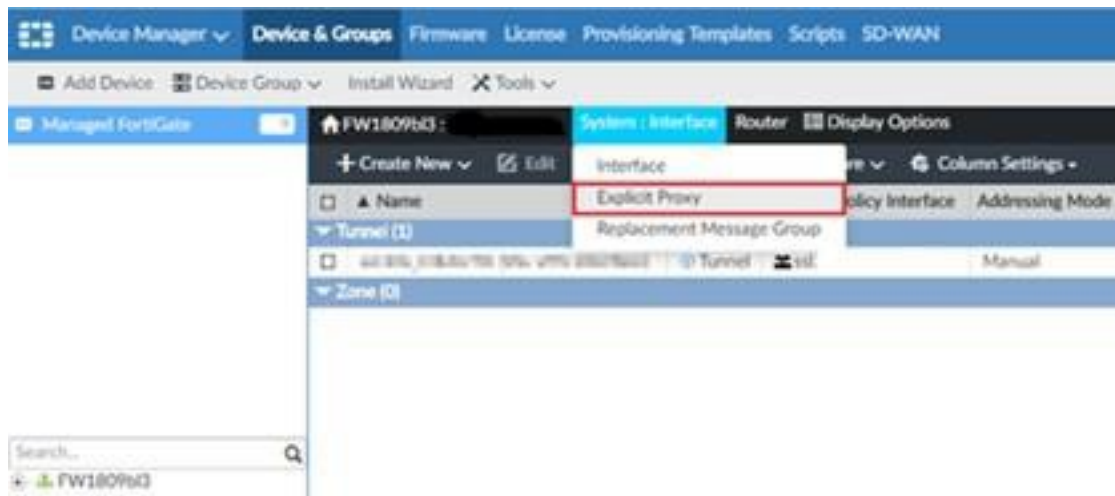 Device Manager Device & Groups Firmware License Provisioning Templates Scripts SD-WAN
Add Device Device Group Install Wizard Tools
Managed FortiGate
FW1809bl3 : System : Interface Router Display Options
Create New Edit Interface Column Settings
Name Explicit Proxy Policy Interface Addressing Mode
Tunnel (1) Replacement Message Group
Tunnel ssl. Manual
Zone (0)
Search...
FW1809bl3